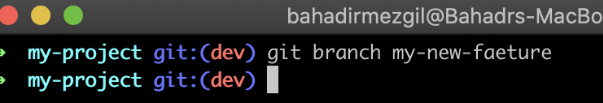 bahadirmezgil@Bahadrs-MacBo
➜ my-project git:(dev) git branch my-new-faeture
➜ my-project git:(dev)